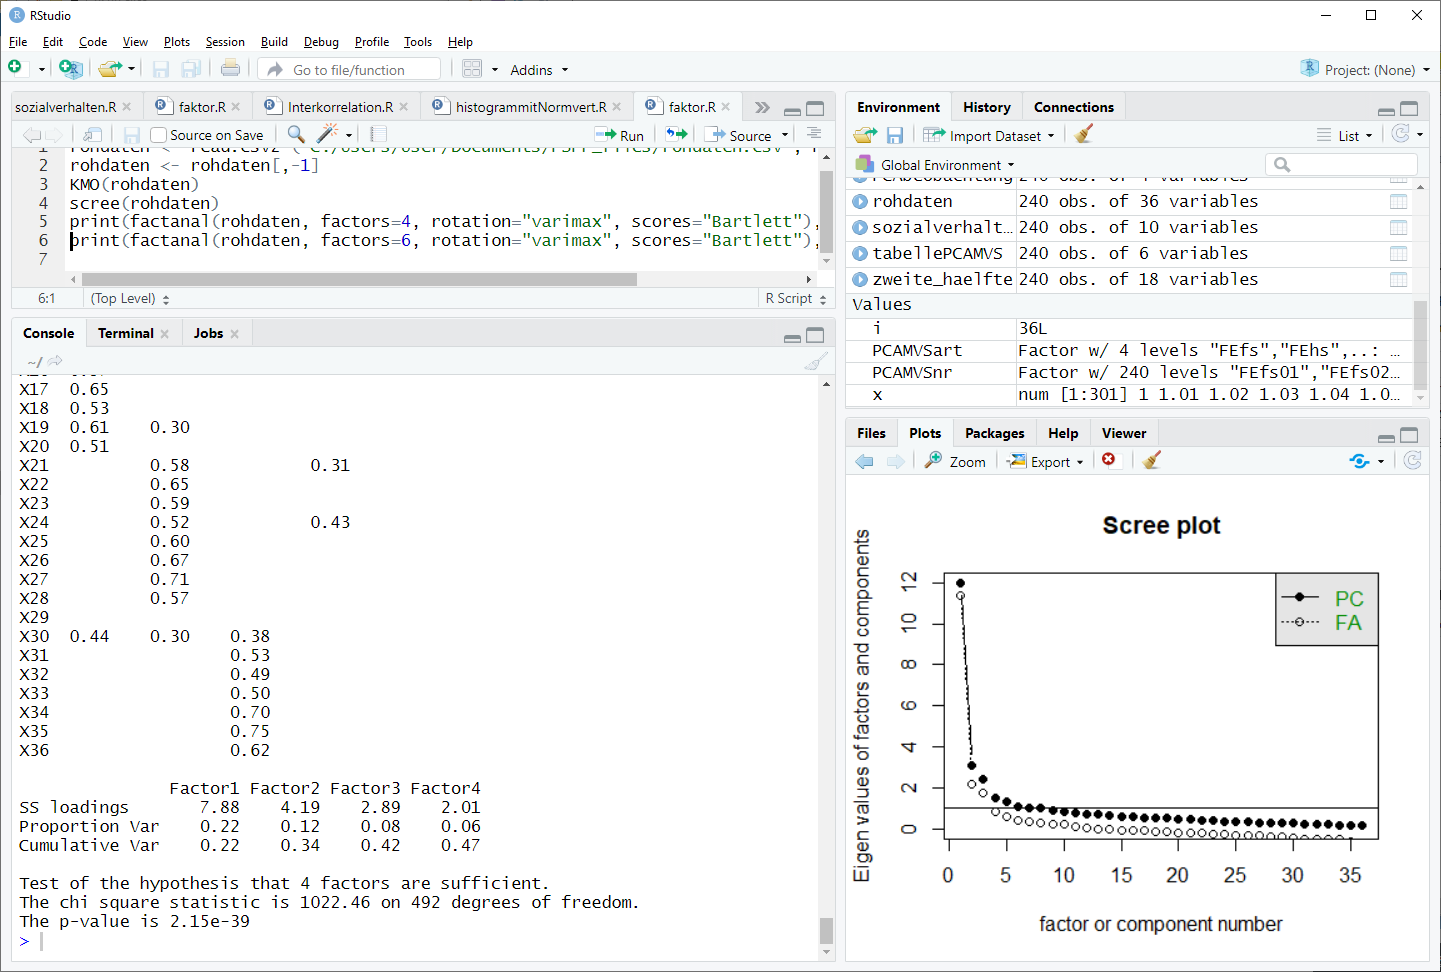 RStudio
File Edit Code View Plots Session Build Debug Profile Tools Help
Go to file/function Addins Project: (None)
sozialverhalten.R faktor.R Interkorrelation.R histogrammitNormvert.R faktor.R
Source on Save Run Source
2 rohdaten <- rohdaten[,-1]
3 KMO(rohdaten)
4 scree(rohdaten)
5 print(factanal(rohdaten, factors=4, rotation="varimax", scores="Bartlett"),
6 print(factanal(rohdaten, factors=6, rotation="varimax", scores="Bartlett"),
7
6:1 (Top Level) R Script
Console Terminal Jobs
~/
X17 0.65
X18 0.53
X19 0.61 0.30
X20 0.51
X21 0.58 0.31
X22 0.65
X23 0.59
X24 0.52 0.43
X25 0.60
X26 0.67
X27 0.71
X28 0.57
X29
X30 0.44 0.30 0.38
X31 0.53
X32 0.49
X33 0.50
X34 0.70
X35 0.75
X36 0.62
Factor1 Factor2 Factor3 Factor4
SS loadings 7.88 4.19 2.89 2.01
Proportion Var 0.22 0.12 0.08 0.06
Cumulative Var 0.22 0.34 0.42 0.47
Test of the hypothesis that 4 factors are sufficient.
The chi square statistic is 1022.46 on 492 degrees of freedom.
The p-value is 2.15e-39
>
Environment History Connections
Import Dataset List
Global Environment
rohdaten 240 obs. of 36 variables
sozialverhalt... 240 obs. of 10 variables
tabellePCAMVS 240 obs. of 6 variables
zweite_haelfte 240 obs. of 18 variables
Values
i 36L
PCAMVSart Factor w/ 4 levels "FEfs","FEhs",..: ...
PCAMVSnr Factor w/ 240 levels "FEfs01","FEfs02...
x num [1:301] 1 1.01 1.02 1.03 1.04 1.0...
Files Plots Packages Help Viewer
Zoom Export
Scree plot
PC
FA
Eigen values of factors and components
12
10
8
6
4
2
0
0 5 10 15 20 25 30 35
factor or component number